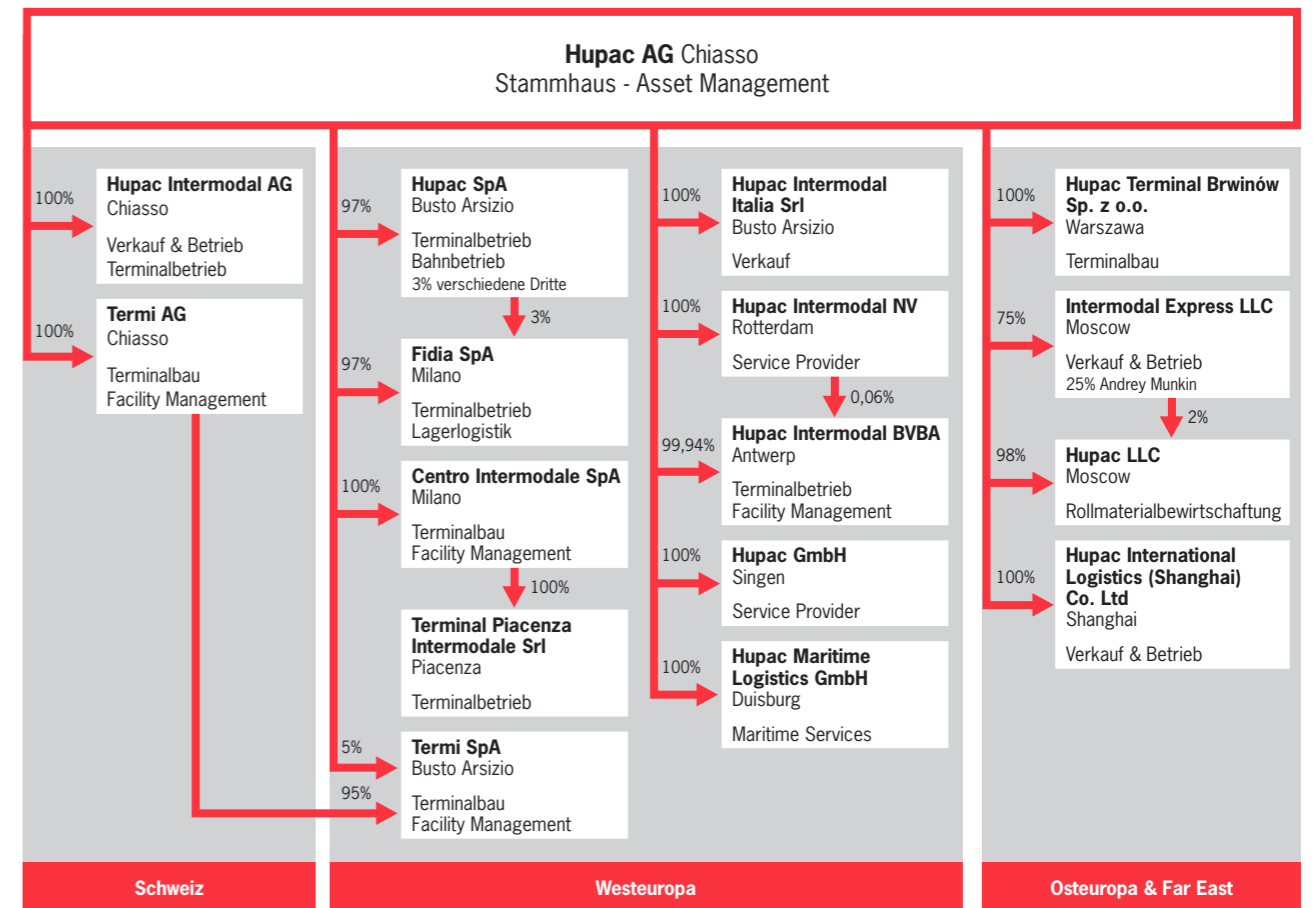 Hupac AG Chiasso
Stammhaus - Asset Management
100%
Hupac Intermodal AG
Chiasso
Verkauf & Betrieb
Terminalbetrieb
100%
Termi AG
Chiasso
Terminalbau
Facility Management
97%
Hupac SpA
Busto Arsizio
Terminalbetrieb
Bahnbetrieb
3% verschiedene Dritte
3%
97%
Fidia SpA
Milano
Terminalbetrieb
Lagerlogistik
100%
Centro Intermodale SpA
Milano
Terminalbau
Facility Management
100%
Terminal Piacenza
Intermodale Srl
Piacenza
Terminalbetrieb
5%
95%
Termi SpA
Busto Arsizio
Terminalbau
Facility Management
100%
Hupac Intermodal
Italia Srl
Busto Arsizio
Verkauf
100%
Hupac Intermodal NV
Rotterdam
Service Provider
0,06%
99,94%
Hupac Intermodal BVBA
Antwerp
Terminalbetrieb
Facility Management
100%
Hupac GmbH
Singen
Service Provider
100%
Hupac Maritime
Logistics GmbH
Duisburg
Maritime Services
100%
Hupac Terminal Brwinów
Sp. z o.o.
Warszawa
Terminalbau
75%
Intermodal Express LLC
Moscow
Verkauf & Betrieb
25% Andrey Munkin
2%
98%
Hupac LLC
Moscow
Rollmaterialbewirtschaftung
100%
Hupac International
Logistics (Shanghai)
Co. Ltd
Shanghai
Verkauf & Betrieb
Schweiz
Westeuropa
Osteuropa & Far East